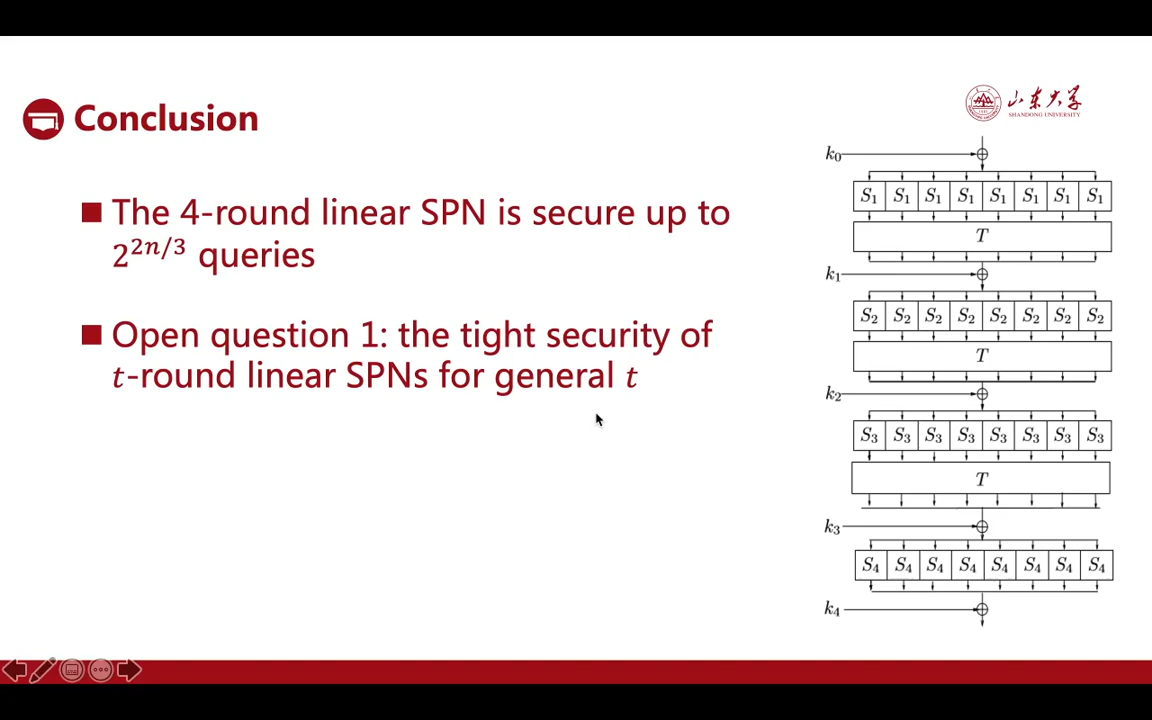 Conclusion
山东大学
SHANDONG UNIVERSITY
■ The 4-round linear SPN is secure up to
2^{2n/3} queries
■ Open question 1: the tight security of
t-round linear SPNs for general t
k₀
S₁ S₁ S₁ S₁ S₁ S₁ S₁ S₁
T
k₁
S₂ S₂ S₂ S₂ S₂ S₂ S₂ S₂
T
k₂
S₃ S₃ S₃ S₃ S₃ S₃ S₃ S₃
T
k₃
S₄ S₄ S₄ S₄ S₄ S₄ S₄ S₄
k₄